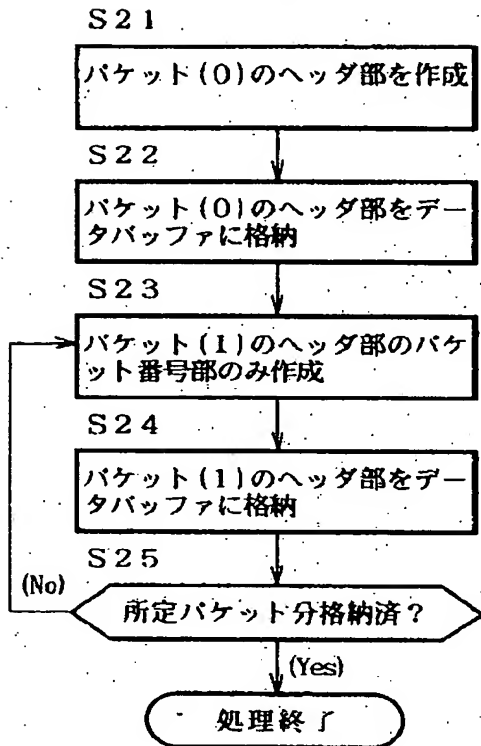 S21
パケット(0)のヘッダ部を作成
S22
パケット(0)のヘッダ部をデー
タバッファに格納
S23
パケット(1)のヘッダ部のパケ
ット番号部のみ作成
S24
パケット(1)のヘッダ部をデー
タバッファに格納
S25
(No)
所定パケット分格納済？
(Yes)
処理終了